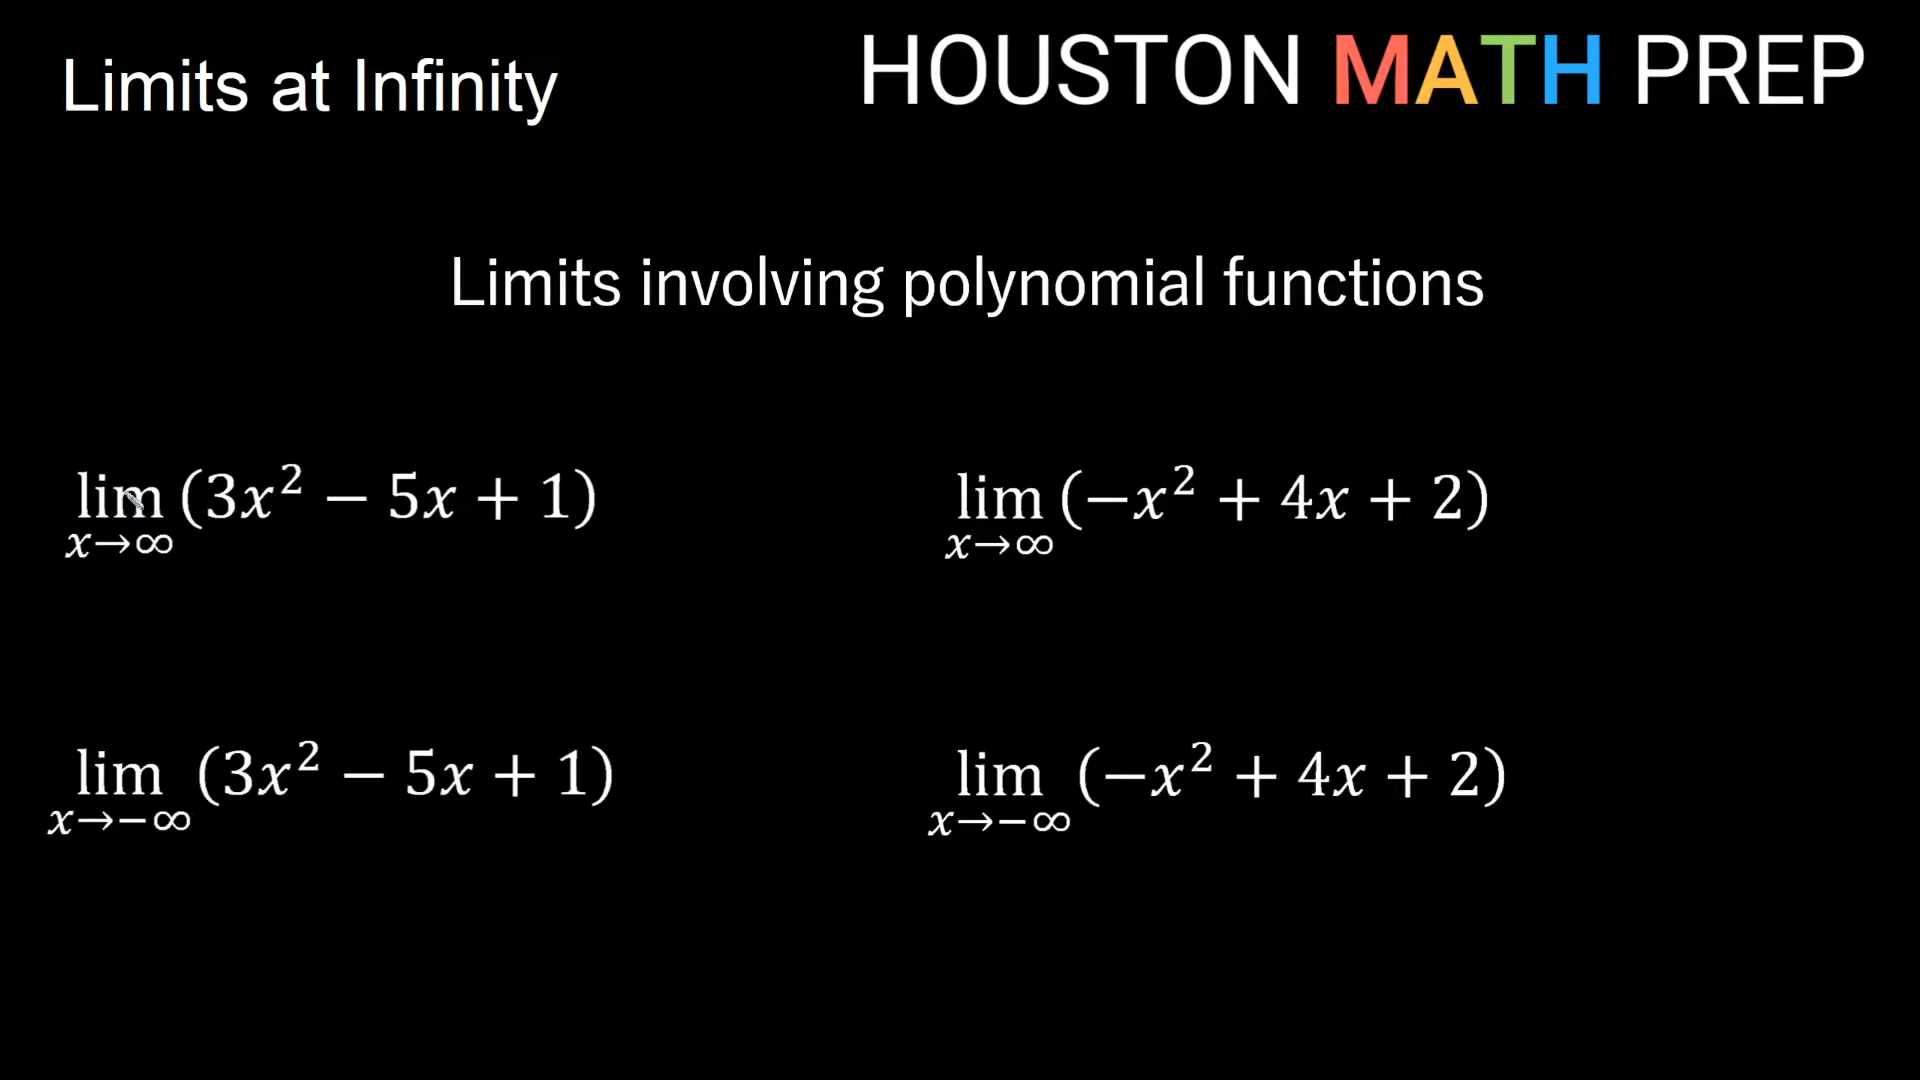 Limits at Infinity
HOUSTON MATH PREP
Limits involving polynomial functions
lim (3x² − 5x + 1)
x→∞
lim (−x² + 4x + 2)
x→∞
lim (3x² − 5x + 1)
x→−∞
lim (−x² + 4x + 2)
x→−∞